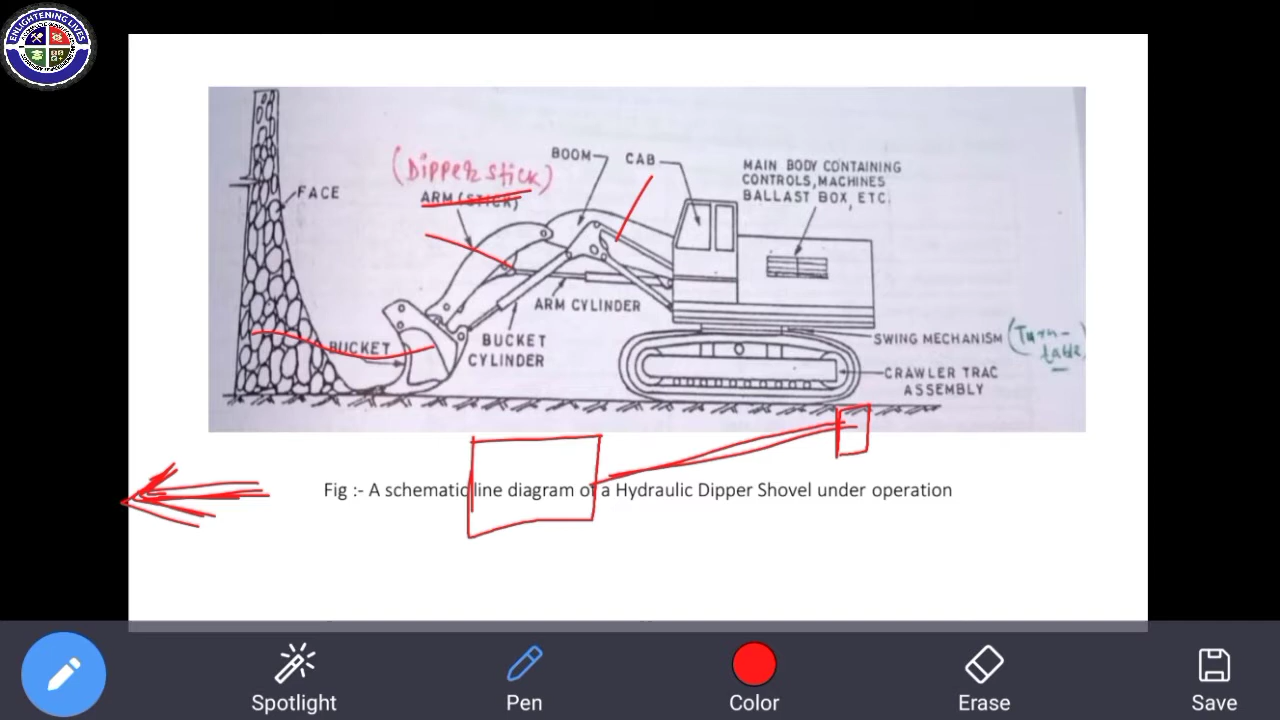 ENLIGHTENING LIVES
(Dipper stick)
ARM (STICK)
BOOM
CAB
MAIN BODY CONTAINING
CONTROLS, MACHINES
BALLAST BOX, ETC.
FACE
ARM CYLINDER
BUCKET
BUCKET
CYLINDER
SWING MECHANISM
(Turn-
table)
CRAWLER TRAC
ASSEMBLY
Fig :- A schematic line diagram of a Hydraulic Dipper Shovel under operation
Spotlight
Pen
Color
Erase
Save